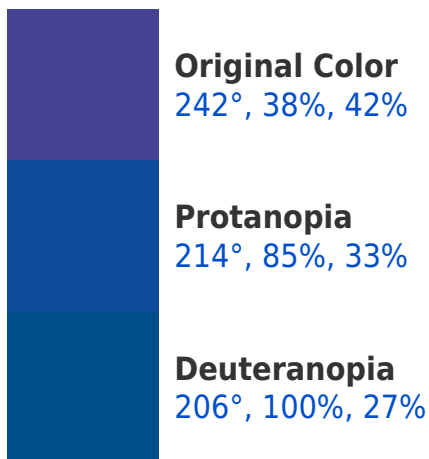 Original Color
242°, 38%, 42%
Protanopia
214°, 85%, 33%
Deuteranopia
206°, 100%, 27%